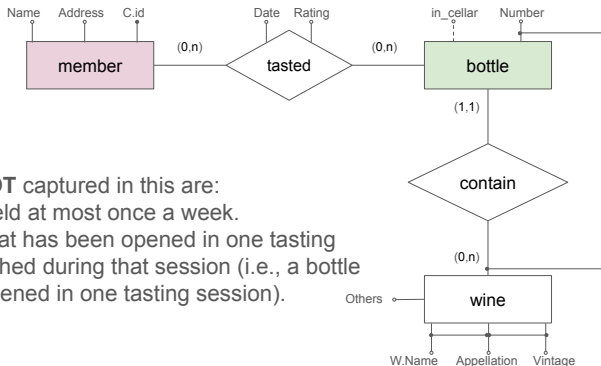 Name Address C.id Date Rating in_cellar Number
(0,n) (0,n)
member tasted bottle
(1,1)
contain
OT captured in this are:
eld at most once a week.
at has been opened in one tasting
hed during that session (i.e., a bottle
ened in one tasting session).
(0,n)
Others wine
W.Name Appellation Vintage